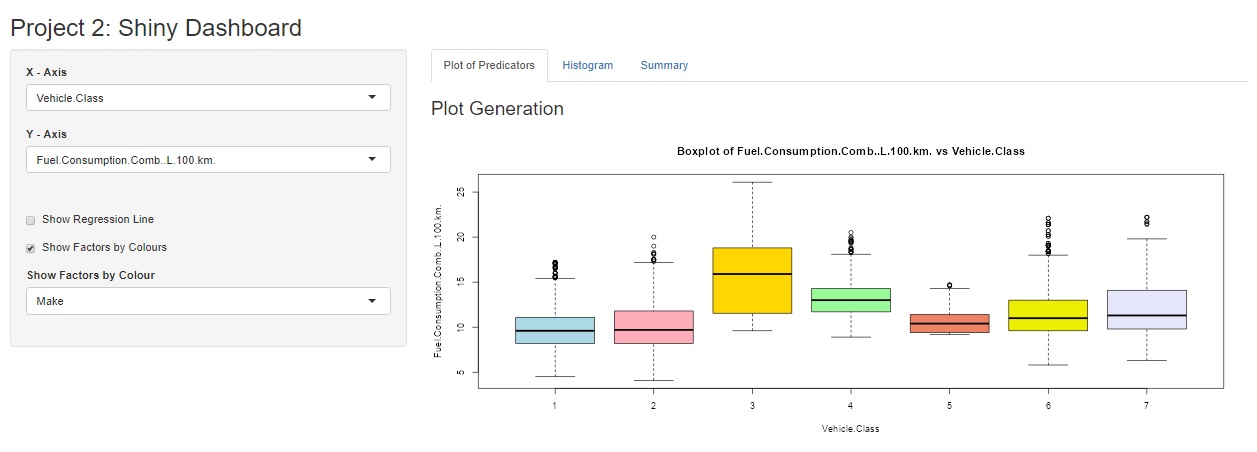 Project 2: Shiny Dashboard
X - Axis
Vehicle.Class
Y - Axis
Fuel.Consumption.Comb..L.100.km.
Show Regression Line
Show Factors by Colours
Show Factors by Colour
Make
Plot of Predicators
Histogram
Summary
Plot Generation
Boxplot of Fuel.Consumption.Comb..L.100.km. vs Vehicle.Class
Fuel.Consumption.Comb..L.100.km.
25
20
15
10
5
1 2 3 4 5 6 7
Vehicle.Class